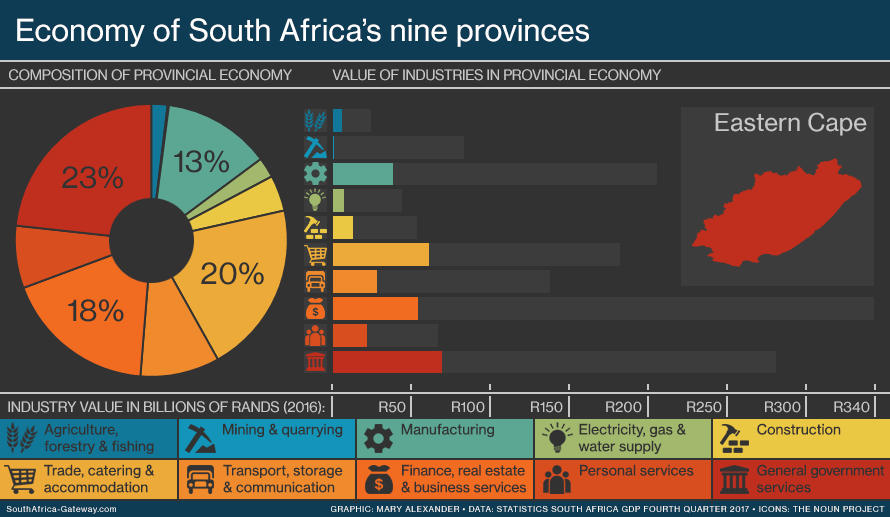 Economy of South Africa's nine provinces
COMPOSITION OF PROVINCIAL ECONOMY
VALUE OF INDUSTRIES IN PROVINCIAL ECONOMY
Eastern Cape
13%
23%
20%
18%
$
INDUSTRY VALUE IN BILLIONS OF RANDS (2016):
R50
R100
R150
R200
R250
R300
R340
Agriculture,
forestry & fishing
Mining & quarrying
Manufacturing
Electricity, gas &
water supply
Construction
Trade, catering &
accommodation
Transport, storage
& communication
$
Finance, real estate
& business services
Personal services
General government
services
SouthAfrica-Gateway.com
GRAPHIC: MARY ALEXANDER • DATA: STATISTICS SOUTH AFRICA GDP FOURTH QUARTER 2017 • ICONS: THE NOUN PROJECT